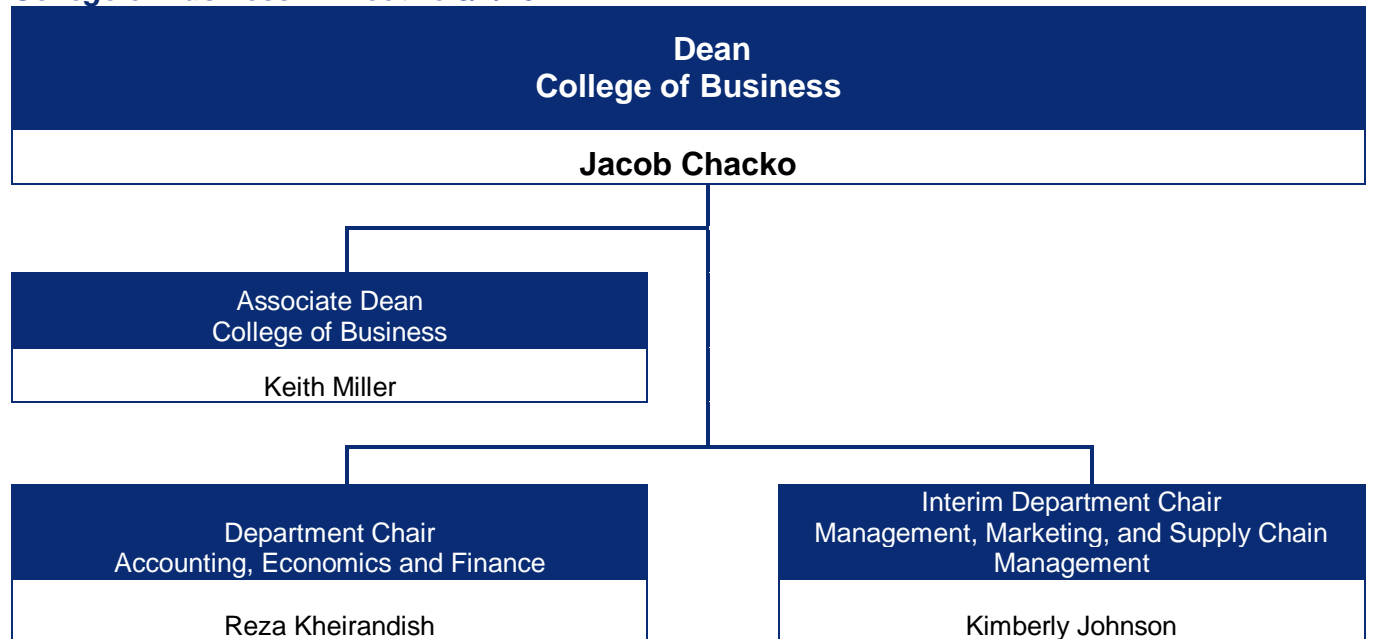 Dean
College of Business
Jacob Chacko
Associate Dean
College of Business
Keith Miller
Department Chair
Accounting, Economics and Finance
Reza Kheirandish
Interim Department Chair
Management, Marketing, and Supply Chain
Management
Kimberly Johnson